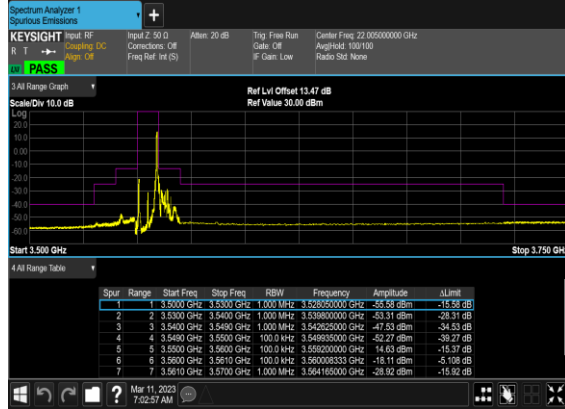 Spectrum Analyzer 1
Spurious Emissions
KEYSIGHT Input: RF
R T Coupling: DC
Align: Off
PASS
Input Z: 50 Ω
Corrections: Off
Freq Ref: Int (S)
Atten: 20 dB
Trig: Free Run
Gate: Off
IF Gain: Low
Center Freq: 22.005000000 GHz
Avg|Hold: 100/100
Radio Std: None
3 All Range Graph
Scale/Div 10.0 dB
Ref Lvl Offset 13.47 dB
Ref Value 30.00 dBm
Log
20.0
10.0
0.00
-10.0
-20.0
-30.0
-40.0
-50.0
-60.0
Start 3.500 GHz
Stop 3.750 GH
4 All Range Table
Spur Range Start Freq Stop Freq RBW Frequency Amplitude ΔLimit
1 1 3.5000 GHz 3.5300 GHz 1.000 MHz 3.528050000 GHz -55.58 dBm -15.58 dB
2 2 3.5300 GHz 3.5400 GHz 1.000 MHz 3.539800000 GHz -53.31 dBm -28.31 dB
3 3 3.5400 GHz 3.5490 GHz 1.000 MHz 3.542625000 GHz -47.53 dBm -34.53 dB
4 4 3.5490 GHz 3.5500 GHz 100.0 kHz 3.549935000 GHz -52.27 dBm -39.27 dB
5 5 3.5500 GHz 3.5600 GHz 100.0 kHz 3.559200000 GHz 14.63 dBm -15.37 dB
6 6 3.5600 GHz 3.5610 GHz 100.0 kHz 3.560008333 GHz -18.11 dBm -5.108 dB
7 7 3.5610 GHz 3.5700 GHz 1.000 MHz 3.564165000 GHz -28.92 dBm -15.92 dB
Mar 11, 2023
7:02:57 AM